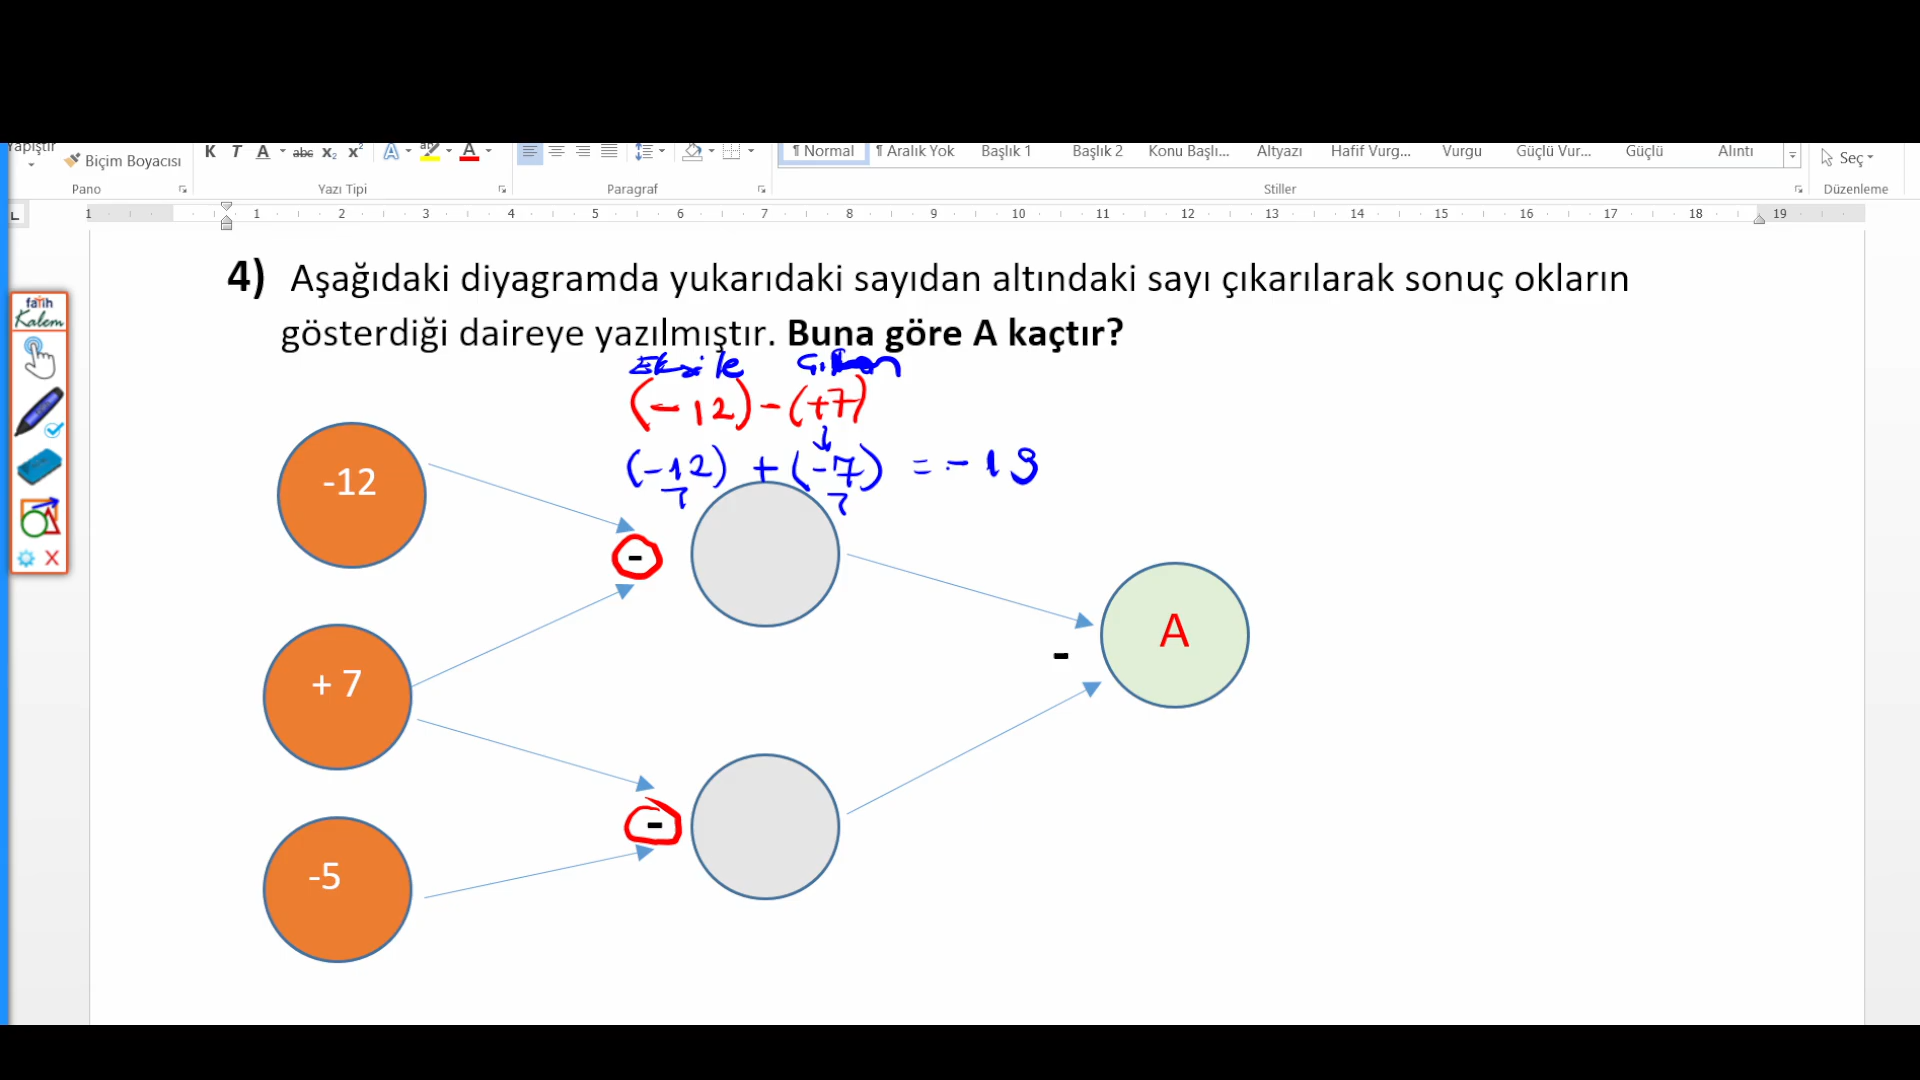 Yapıştır
Biçim Boyacısı
K T A abc x₂ x² A ab A
¶ Normal ¶ Aralık Yok Başlık 1 Başlık 2 Konu Başlı... Altyazı Hafif Vurg... Vurgu Güçlü Vur... Güçlü Alıntı Seç
Pano Yazı Tipi Paragraf Stiller Düzenleme
L 1 1 2 3 4 5 6 7 8 9 10 11 12 13 14 15 16 17 18 19
4) Aşağıdaki diyagramda yukarıdaki sayıdan altındaki sayı çıkarılarak sonuç okların
gösterdiği daireye yazılmıştır. Buna göre A kaçtır?
fatih
Kalem
(-12) - (+7)
(-12) + (-7) = -19
7 7
-12
-
A
-
+ 7
-
-5